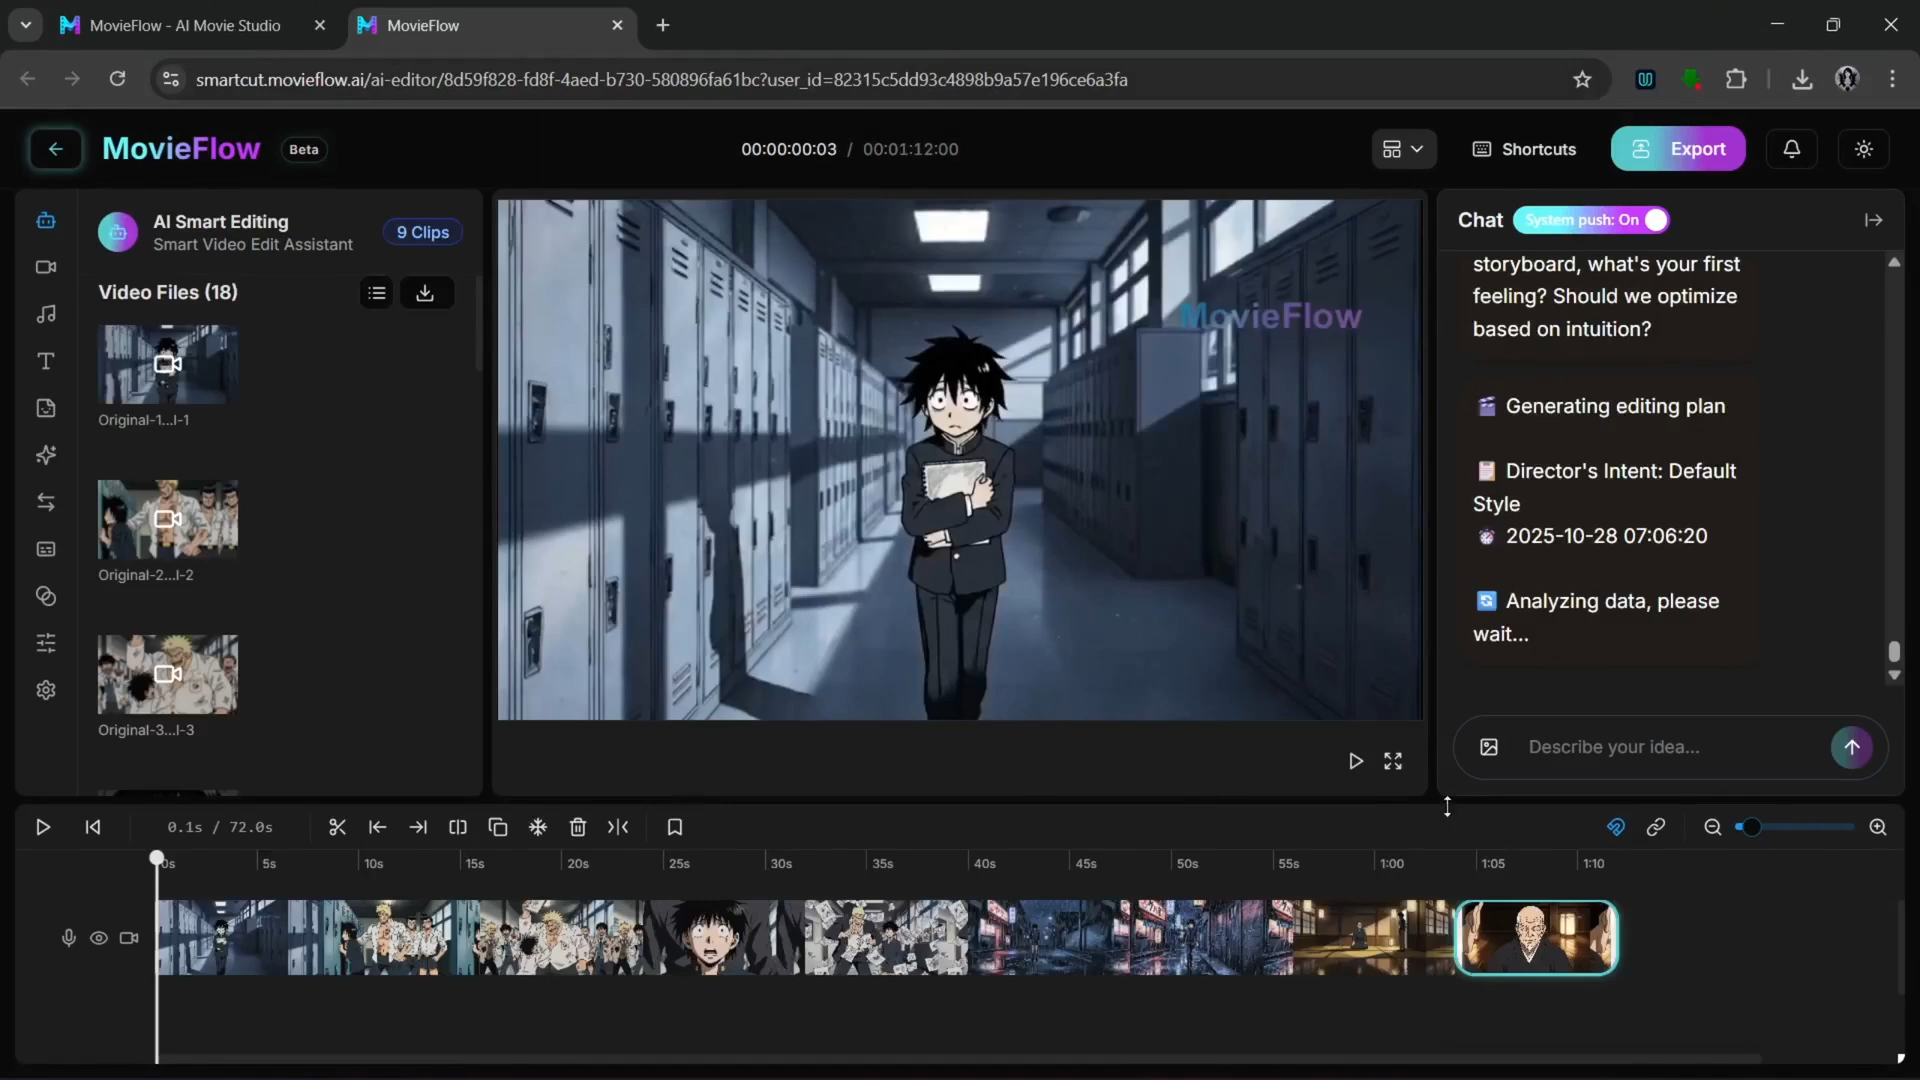 MovieFlow - AI Movie Studio
MovieFlow
smartcut.movieflow.ai/ai-editor/8d59f828-fd8f-4aed-b730-580896fa61bc?user_id=82315c5dd93c4898b9a57e196ce6a3fa
MovieFlow
Beta
00:00:00:03 / 00:01:12:00
Shortcuts
Export
AI Smart Editing
Smart Video Edit Assistant
9 Clips
Video Files (18)
Original-1...l-1
Original-2...l-2
Original-3...l-3
MovieFlow
Chat
System push: On
storyboard, what's your first
feeling? Should we optimize
based on intuition?
Generating editing plan
Director's Intent: Default
Style
2025-10-28 07:06:20
Analyzing data, please
wait...
Describe your idea...
0.1s / 72.0s
0s
5s
10s
15s
20s
25s
30s
35s
40s
45s
50s
55s
1:00
1:05
1:10